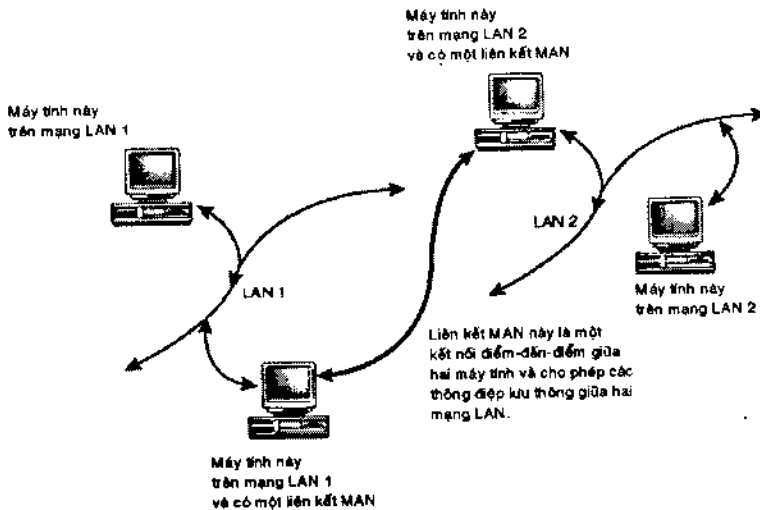 Máy tính này
trên mạng LAN 2
và có một liên kết MAN
Máy tính này
trên mạng LAN 1
LAN 2
LAN 1
Máy tính này
trên mạng LAN 2
Liên kết MAN này là một
kết nối điểm-đến-điểm giữa
hai máy tính và cho phép các
thông điệp lưu thông giữa hai
mạng LAN.
Máy tính này
trên mạng LAN 1
và có một liên kết MAN